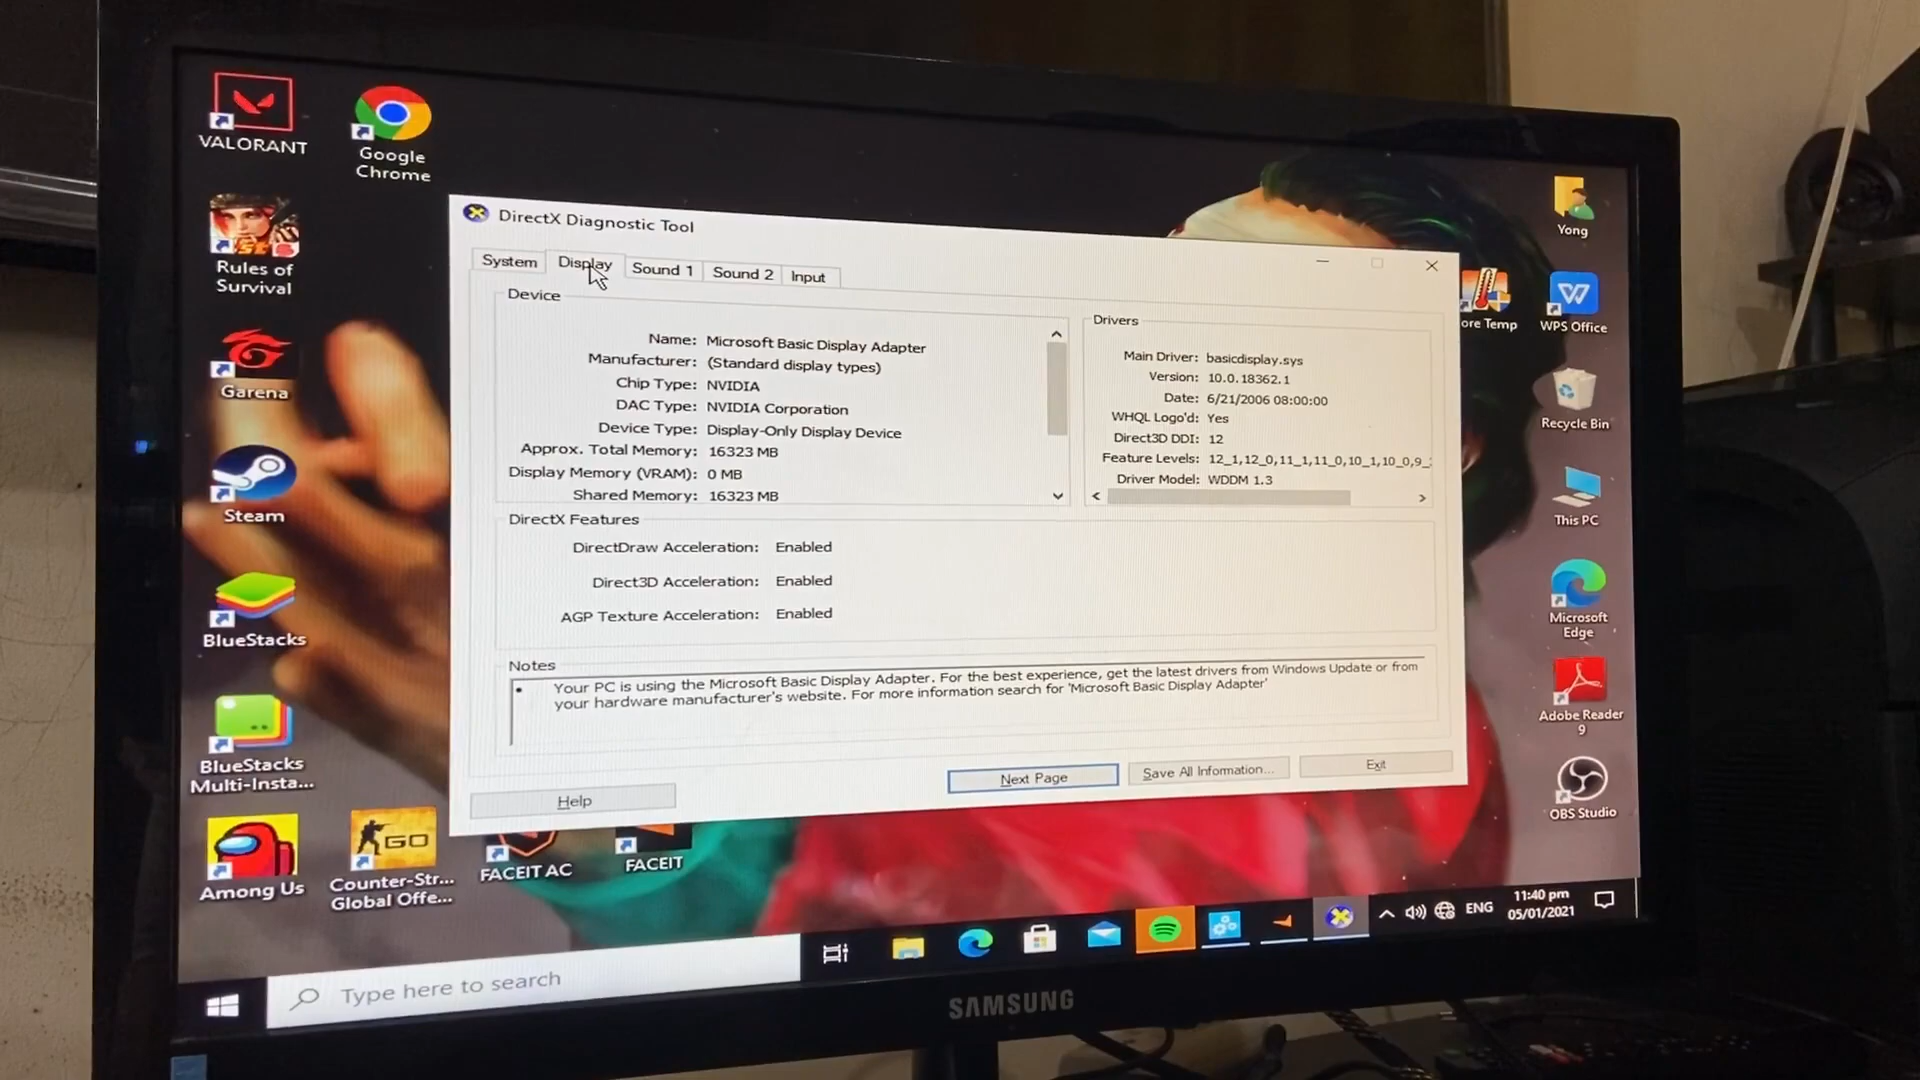 VALORANT
Google
Chrome
Rules of
Survival
Garena
Steam
BlueStacks
BlueStacks
Multi-Insta...
Among Us
Counter-Str...
Global Offe...
GO
FACEIT AC
FACEIT
DirectX Diagnostic Tool
System
Display
Sound 1
Sound 2
Input
Device
Name: Microsoft Basic Display Adapter
Manufacturer: (Standard display types)
Chip Type: NVIDIA
DAC Type: NVIDIA Corporation
Device Type: Display-Only Display Device
Approx. Total Memory: 16323 MB
Display Memory (VRAM): 0 MB
Shared Memory: 16323 MB
Drivers
Main Driver: basicdisplay.sys
Version: 10.0.18362.1
Date: 6/21/2006 08:00:00
WHQL Logo'd: Yes
Direct3D DDI: 12
Feature Levels: 12_1,12_0,11_1,11_0,10_1,10_0,9_
Driver Model: WDDM 1.3
DirectX Features
DirectDraw Acceleration: Enabled
Direct3D Acceleration: Enabled
AGP Texture Acceleration: Enabled
Notes
• Your PC is using the Microsoft Basic Display Adapter. For the best experience, get the latest drivers from Windows Update or from
your hardware manufacturer's website. For more information search for 'Microsoft Basic Display Adapter'
Help
Next Page
Save All Information...
Exit
Yong
ore Temp
WPS Office
Recycle Bin
This PC
Microsoft
Edge
Adobe Reader
9
OBS Studio
Type here to search
ENG
11:40 pm
05/01/2021
SAMSUNG